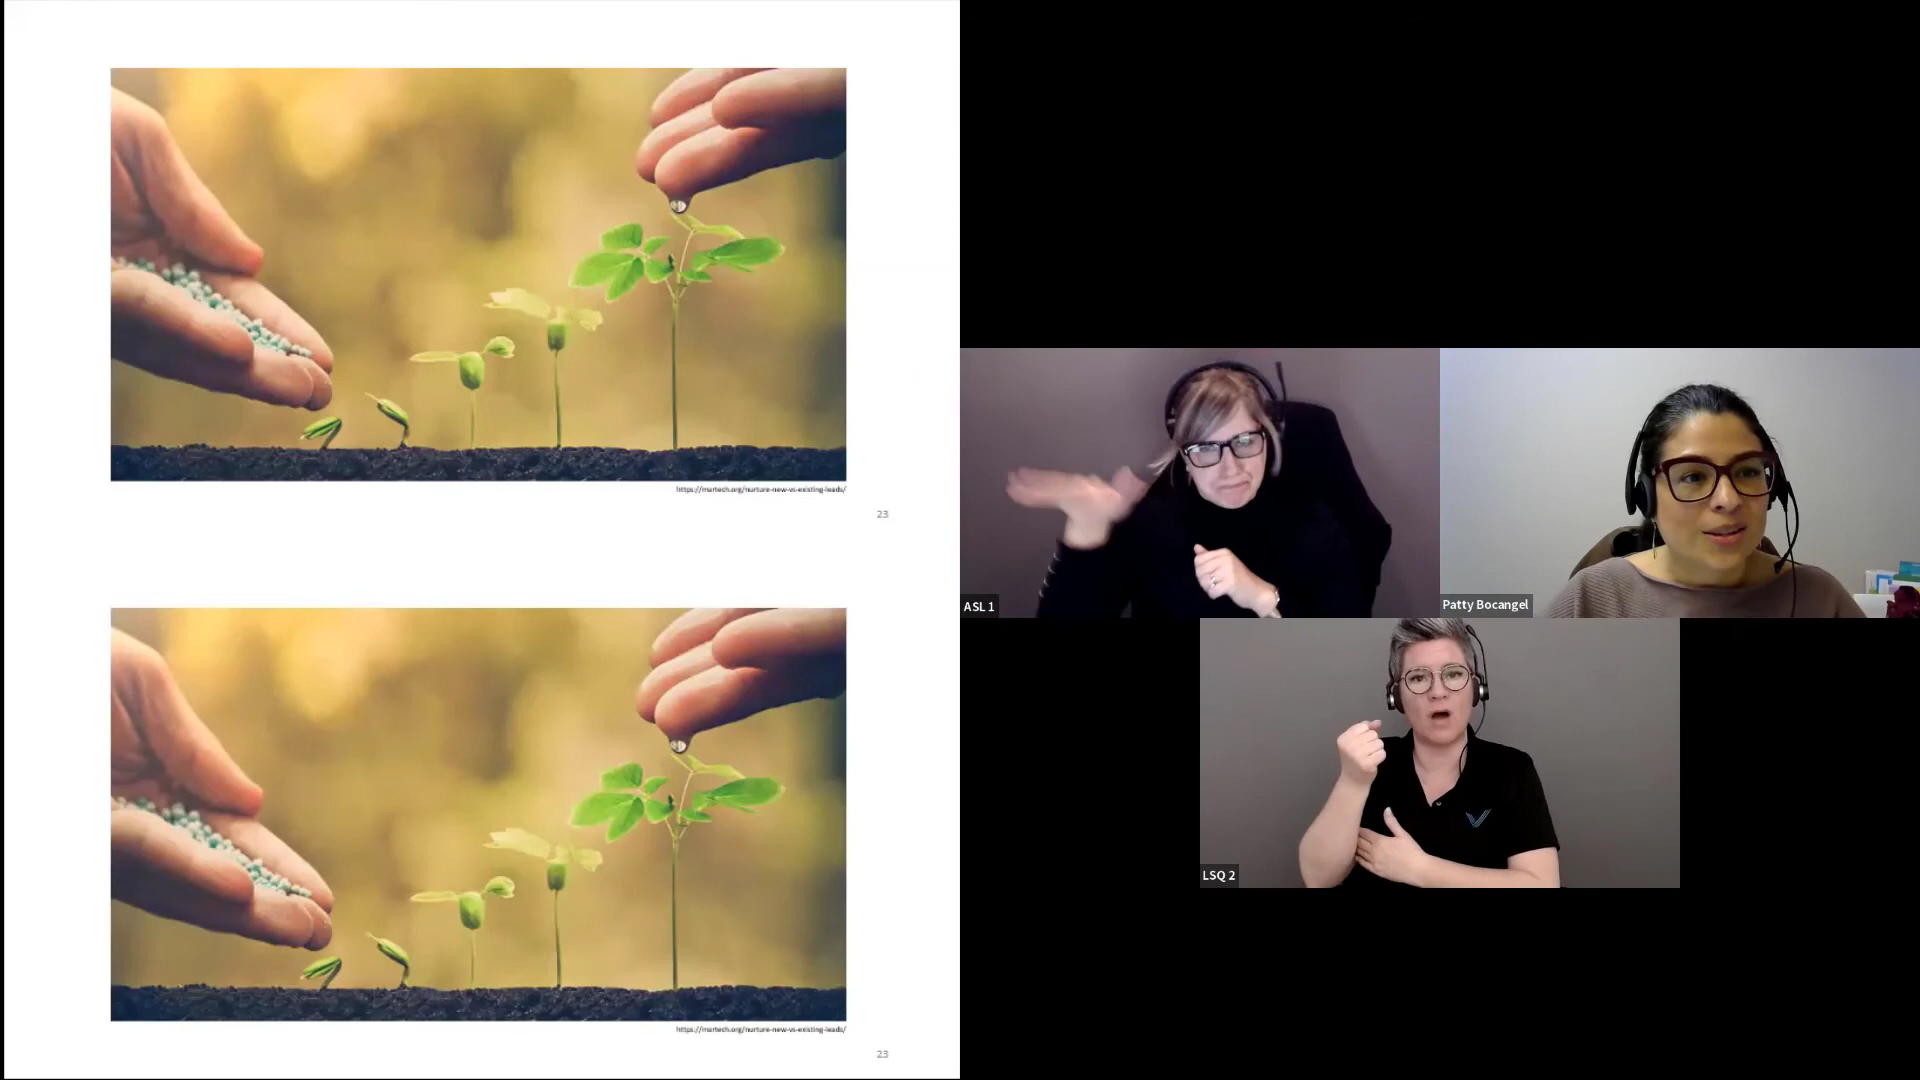 https://martech.org/nurture-new-vs-existing-leads/
23
ASL 1
Patty Bocangel
LSQ 2
https://martech.org/nurture-new-vs-existing-leads/
23